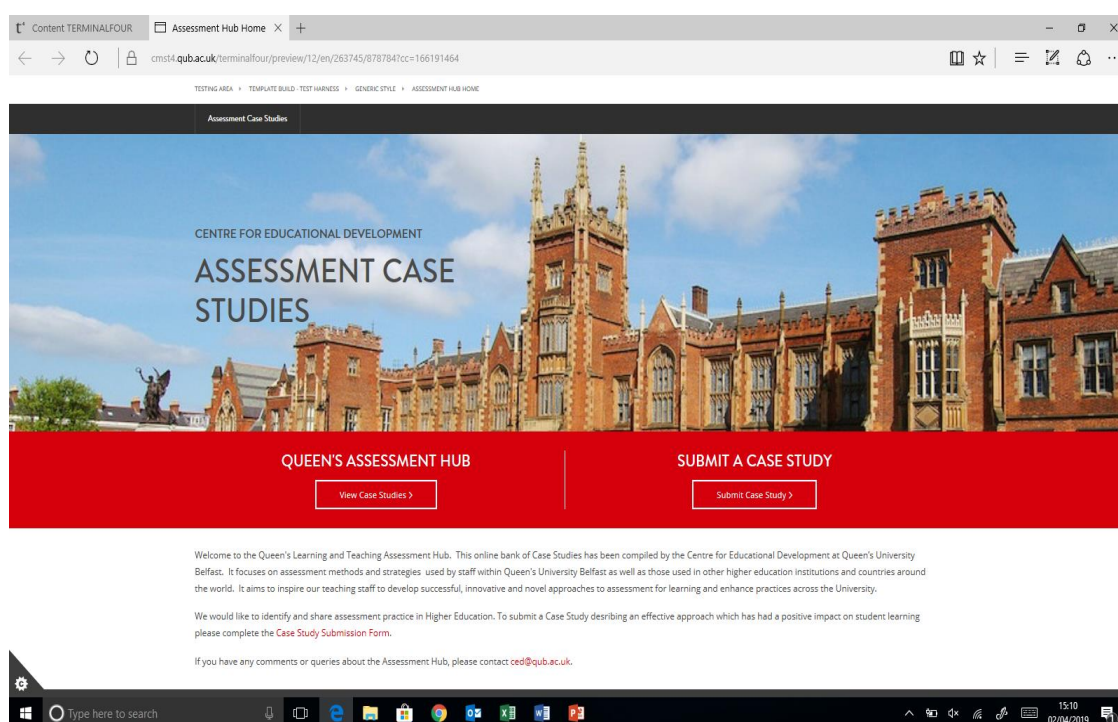 Content TERMINALFOUR
Assessment Hub Home
cmst4.qub.ac.uk/terminalfour/preview/12/en/263745/878784?cc=166191464
TESTING AREA › TEMPLATE BUILD - TEST HARNESS › GENERIC STYLE › ASSESSMENT HUB HOME
Assessment Case Studies
CENTRE FOR EDUCATIONAL DEVELOPMENT
ASSESSMENT CASE
STUDIES
QUEEN'S ASSESSMENT HUB
SUBMIT A CASE STUDY
View Case Studies >
Submit Case Study >
Welcome to the Queen's Learning and Teaching Assessment Hub. This online bank of Case Studies has been compiled by the Centre for Educational Development at Queen's University
Belfast. It focuses on assessment methods and strategies used by staff within Queen's University Belfast as well as those used in other higher education institutions and countries around
the world. It aims to inspire our teaching staff to develop successful, innovative and novel approaches to assessment for learning and enhance practices across the University.
We would like to identify and share assessment practice in Higher Education. To submit a Case Study desribing an effective approach which has had a positive impact on student learning
please complete the Case Study Submission Form.
If you have any comments or queries about the Assessment Hub, please contact ced@qub.ac.uk.
Type here to search
15:10
02/04/2019